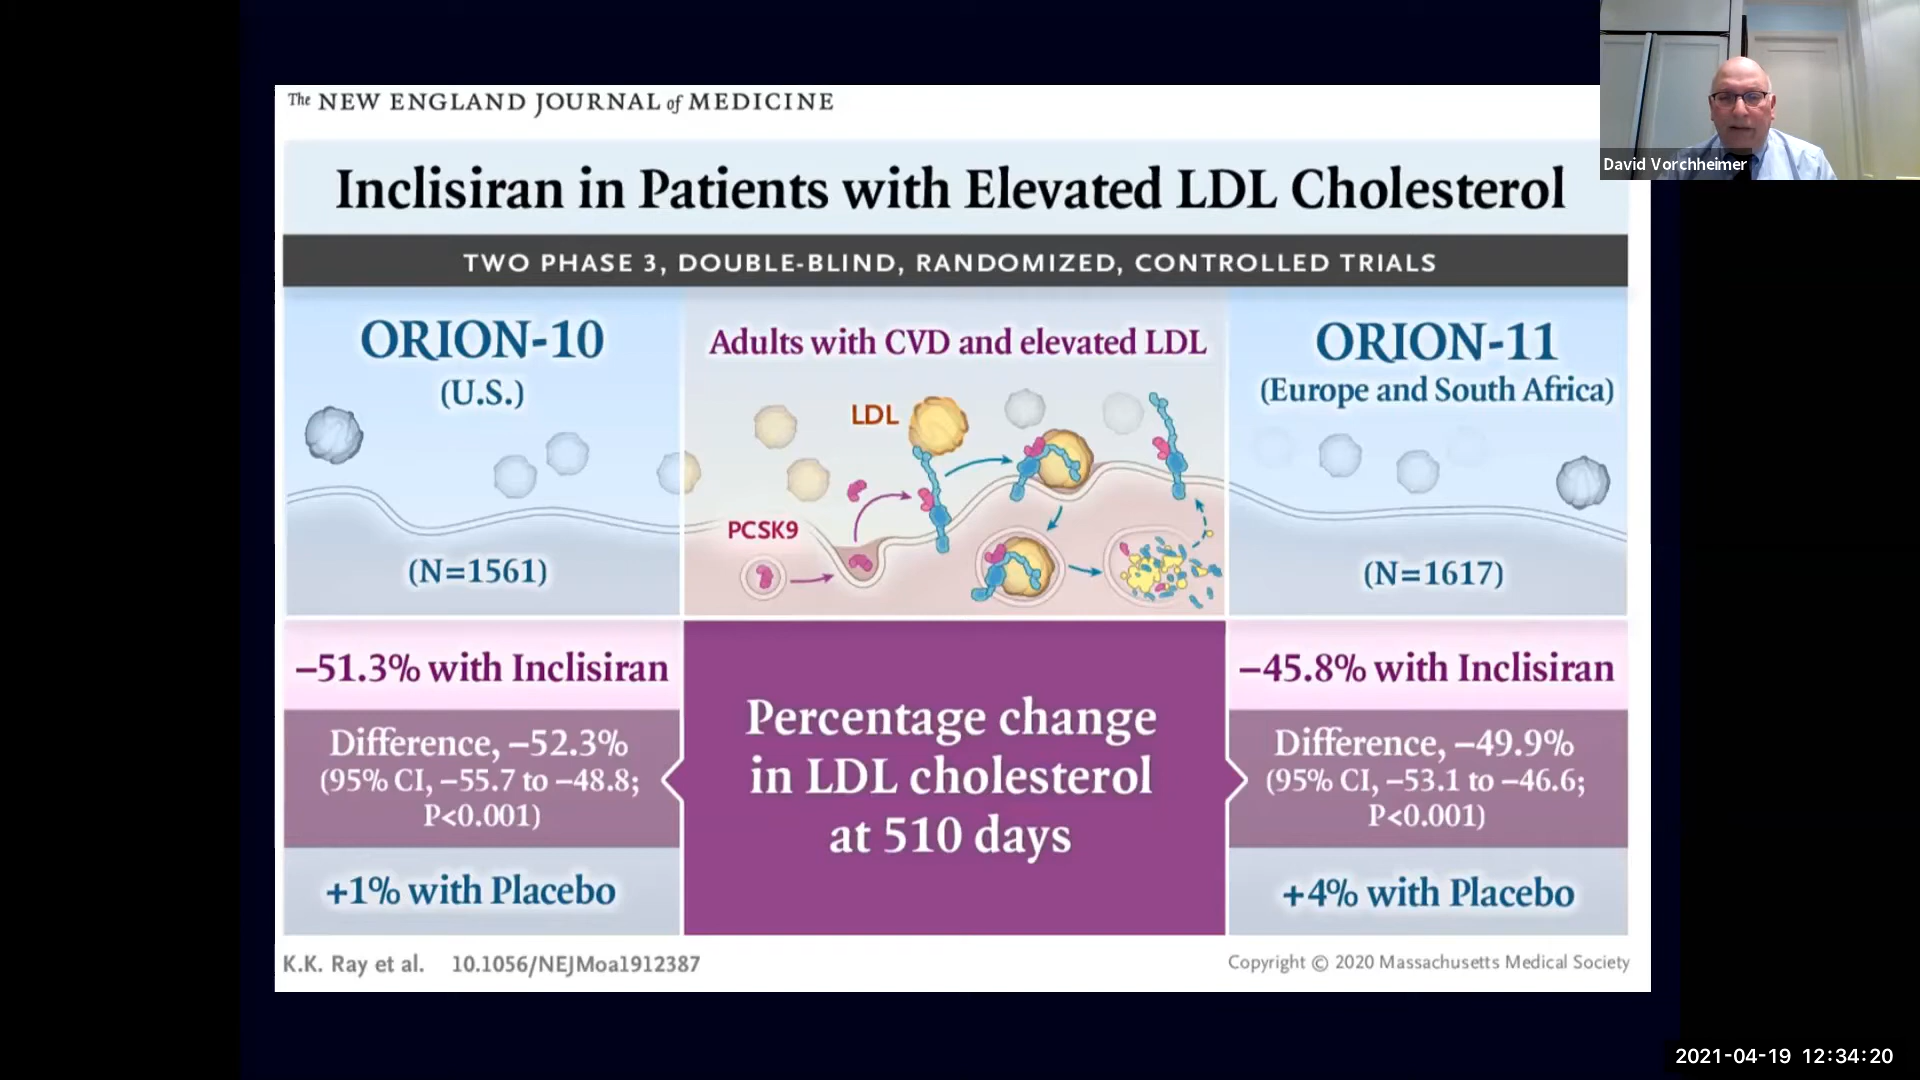 The NEW ENGLAND JOURNAL of MEDICINE
David Vorchheimer
Inclisiran in Patients with Elevated LDL Cholesterol
TWO PHASE 3, DOUBLE-BLIND, RANDOMIZED, CONTROLLED TRIALS
ORION-10
(U.S.)
(N=1561)
Adults with CVD and elevated LDL
LDL
PCSK9
ORION-11
(Europe and South Africa)
(N=1617)
–51.3% with Inclisiran
Difference, –52.3%
(95% CI, –55.7 to –48.8;
P<0.001)
+1% with Placebo
Percentage change
in LDL cholesterol
at 510 days
–45.8% with Inclisiran
Difference, –49.9%
(95% CI, –53.1 to –46.6;
P<0.001)
+4% with Placebo
K.K. Ray et al. 10.1056/NEJMoa1912387
Copyright © 2020 Massachusetts Medical Society
2021-04-19 12:34:20